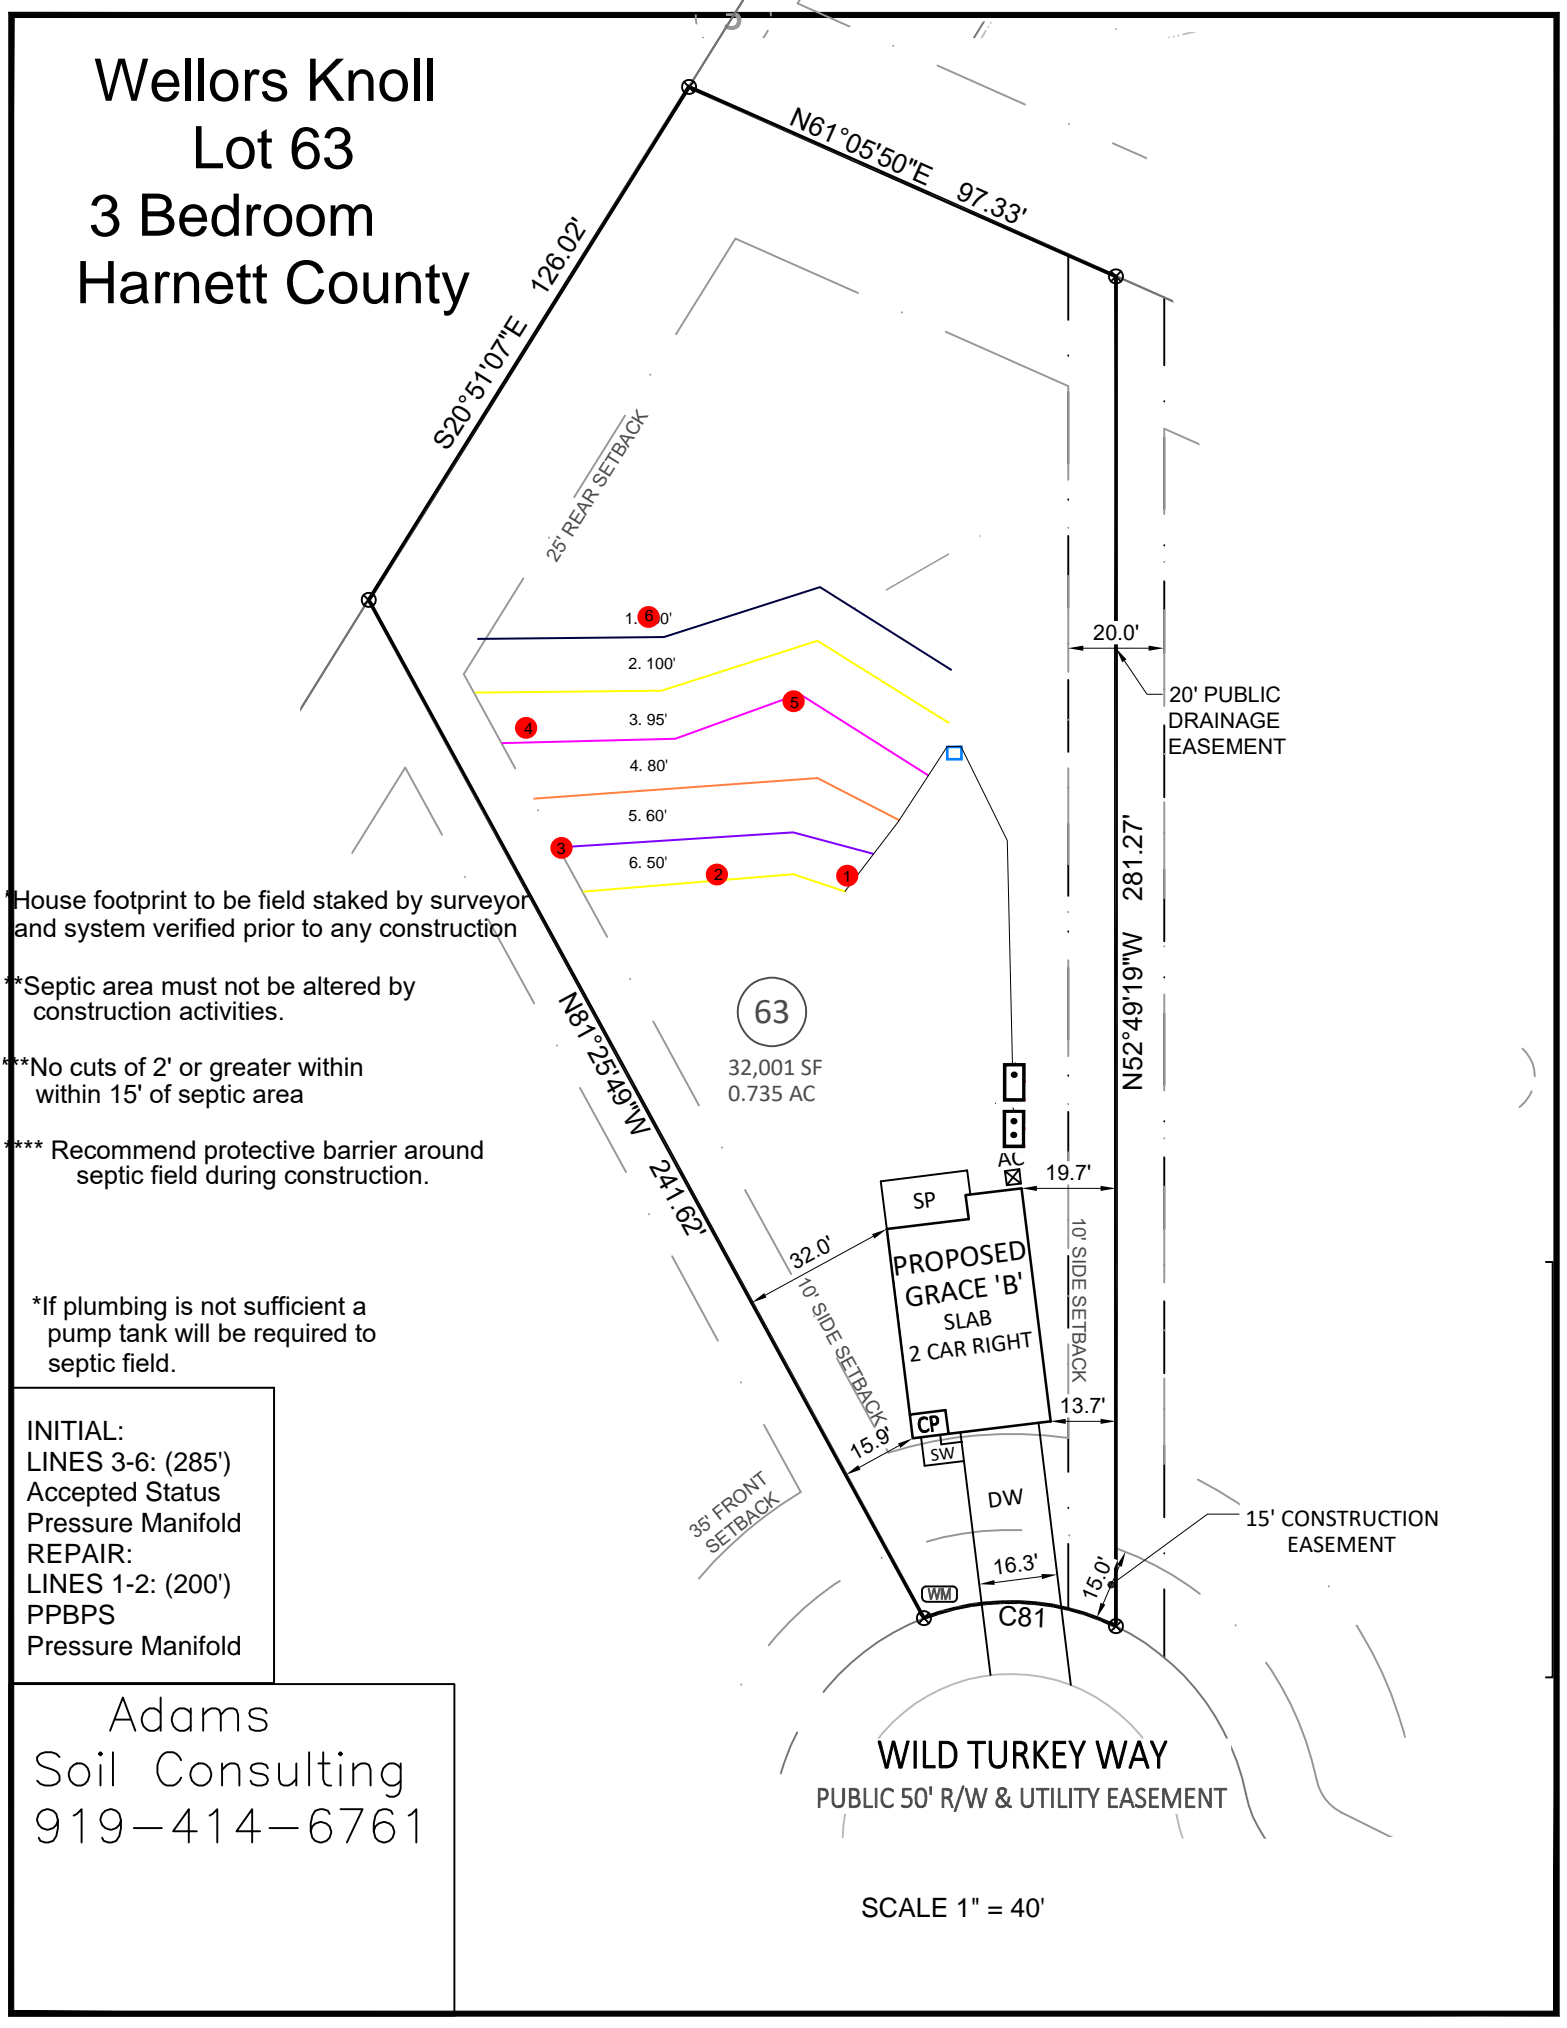 Wellors Knoll
Lot 63
3 Bedroom
Harnett County
N61°05'50"E 97.33'
S20°51'07"E 126.02'
25' REAR SETBACK
1. 6 0'
2. 100'
3. 95'
5
4
4. 80'
5. 60'
3
6. 50'
2
1
20.0'
20' PUBLIC
DRAINAGE
EASEMENT
N52°49'19"W 281.27'
*House footprint to be field staked by surveyor
and system verified prior to any construction
**Septic area must not be altered by
construction activities.
***No cuts of 2' or greater within
within 15' of septic area
**** Recommend protective barrier around
septic field during construction.
*If plumbing is not sufficient a
pump tank will be required to
septic field.
N81°25'49"W 241.62'
63
32,001 SF
0.735 AC
AC
19.7'
SP
32.0'
PROPOSED
GRACE 'B'
SLAB
2 CAR RIGHT
10' SIDE SETBACK
10' SIDE SETBACK
13.7'
CP
15.9'
SW
DW
35' FRONT
SETBACK
15' CONSTRUCTION
EASEMENT
16.3'
15.0'
WM
C81
INITIAL:
LINES 3-6: (285')
Accepted Status
Pressure Manifold
REPAIR:
LINES 1-2: (200')
PPBPS
Pressure Manifold
Adams
Soil Consulting
919-414-6761
WILD TURKEY WAY
PUBLIC 50' R/W & UTILITY EASEMENT
SCALE 1" = 40'